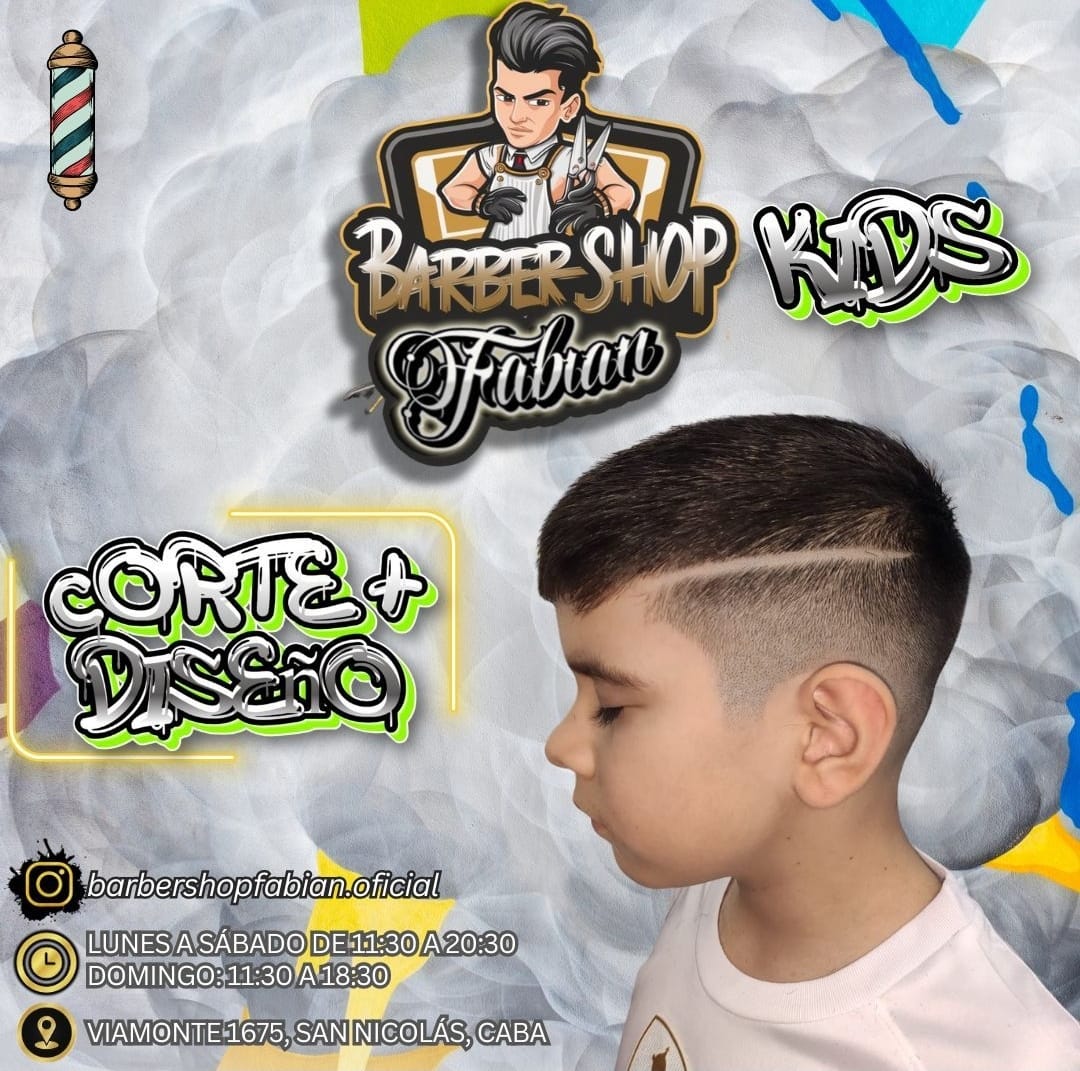 BARBER SHOP
Fabian
KIDS
cORTE +
DISEñO
barbershopfabian.oficial
LUNES A SÁBADO DE 11:30 A 20:30
DOMINGO: 11:30 A 18:30
VIAMONTE 1675, SAN NICOLÁS, CABA